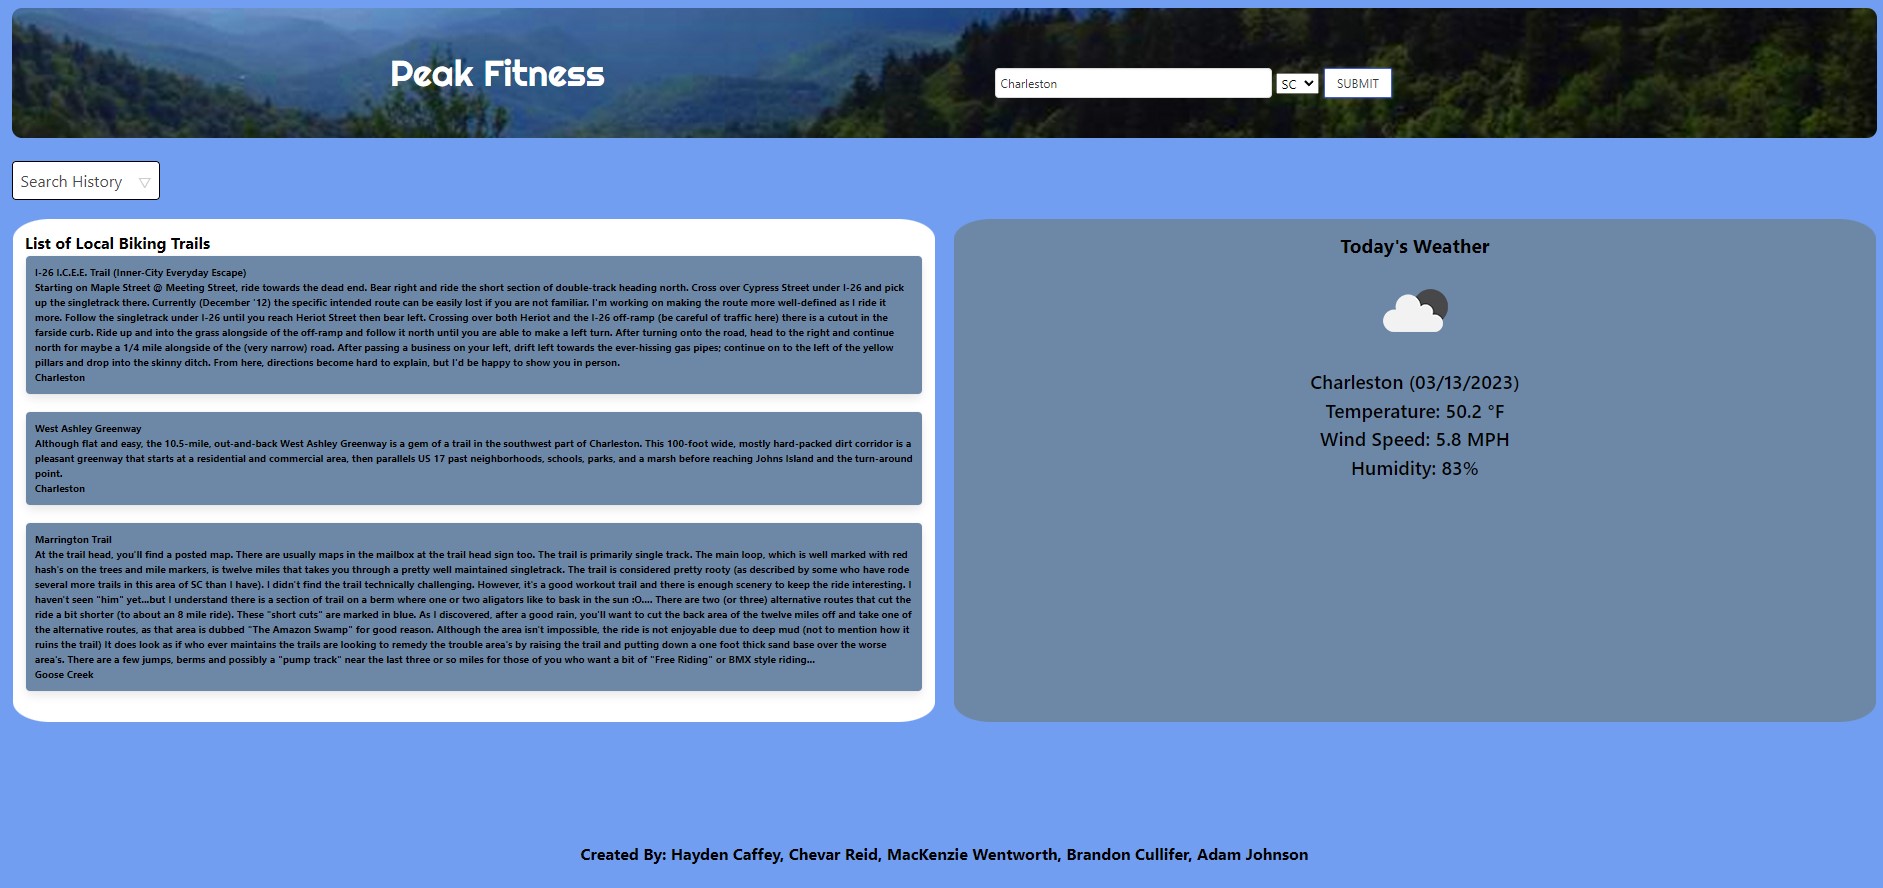 Peak Fitness
Charleston
SC
SUBMIT
Search History
List of Local Biking Trails
I-26 I.C.E.E. Trail (Inner-City Everyday Escape)
Starting on Maple Street @ Meeting Street, ride towards the dead end. Bear right and ride the short section of double-track heading north. Cross over Cypress Street under I-26 and pick
up the singletrack there. Currently (December '12) the specific intended route can be easily lost if you are not familiar. I'm working on making the route more well-defined as I ride it
more. Follow the singletrack under I-26 until you reach Heriot Street then bear left. Crossing over both Heriot and the I-26 off-ramp (be careful of traffic here) there is a cutout in the
farside curb. Ride up and into the grass alongside of the off-ramp and follow it north until you are able to make a left turn. After turning onto the road, head to the right and continue
north for maybe a 1/4 mile alongside of the (very narrow) road. After passing a business on your left, drift left towards the ever-hissing gas pipes; continue on to the left of the yellow
pillars and drop into the skinny ditch. From here, directions become hard to explain, but I'd be happy to show you in person.
Charleston
West Ashley Greenway
Although flat and easy, the 10.5-mile, out-and-back West Ashley Greenway is a gem of a trail in the southwest part of Charleston. This 100-foot wide, mostly hard-packed dirt corridor is a
pleasant greenway that starts at a residential and commercial area, then parallels US 17 past neighborhoods, schools, parks, and a marsh before reaching Johns Island and the turn-around
point.
Charleston
Marrington Trail
At the trail head, you'll find a posted map. There are usually maps in the mailbox at the trail head sign too. The trail is primarily single track. The main loop, which is well marked with red
hash's on the trees and mile markers, is twelve miles that takes you through a pretty well maintained singletrack. The trail is considered pretty rooty (as described by some who have rode
several more trails in this area of SC than I have). I didn't find the trail technically challenging. However, it's a good workout trail and there is enough scenery to keep the ride interesting. I
haven't seen "him" yet...but I understand there is a section of trail on a berm where one or two aligators like to bask in the sun :O.... There are two (or three) alternative routes that cut the
ride a bit shorter (to about an 8 mile ride). These "short cuts" are marked in blue. As I discovered, after a good rain, you'll want to cut the back area of the twelve miles off and take one of
the alternative routes, as that area is dubbed "The Amazon Swamp" for good reason. Although the area isn't impossible, the ride is not enjoyable due to deep mud (not to mention how it
ruins the trail) It does look as if who ever maintains the trails are looking to remedy the trouble area's by raising the trail and putting down a one foot thick sand base over the worse
area's. There are a few jumps, berms and possibly a "pump track" near the last three or so miles for those of you who want a bit of "Free Riding" or BMX style riding...
Goose Creek
Today's Weather
Charleston (03/13/2023)
Temperature: 50.2 °F
Wind Speed: 5.8 MPH
Humidity: 83%
Created By: Hayden Caffey, Chevar Reid, MacKenzie Wentworth, Brandon Cullifer, Adam Johnson